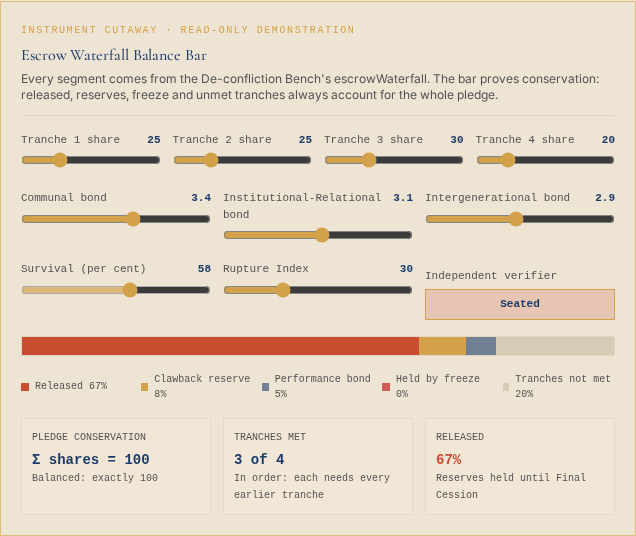 INSTRUMENT CUTAWAY · READ-ONLY DEMONSTRATION
Escrow Waterfall Balance Bar
Every segment comes from the De-confliction Bench's escrowWaterfall. The bar proves conservation:
released, reserves, freeze and unmet tranches always account for the whole pledge.
Tranche 1 share 25 Tranche 2 share 25 Tranche 3 share 30 Tranche 4 share 20
Communal bond 3.4 Institutional-Relational 3.1 Intergenerational bond 2.9
bond
Survival (per cent) 58 Rupture Index 30 Independent verifier
Seated
Released 67% Clawback reserve Performance bond Held by freeze Tranches not met
8% 5% 0% 20%
PLEDGE CONSERVATION TRANCHES MET RELEASED
Σ shares = 100 3 of 4 67%
Balanced: exactly 100 In order: each needs every Reserves held until Final
earlier tranche Cession